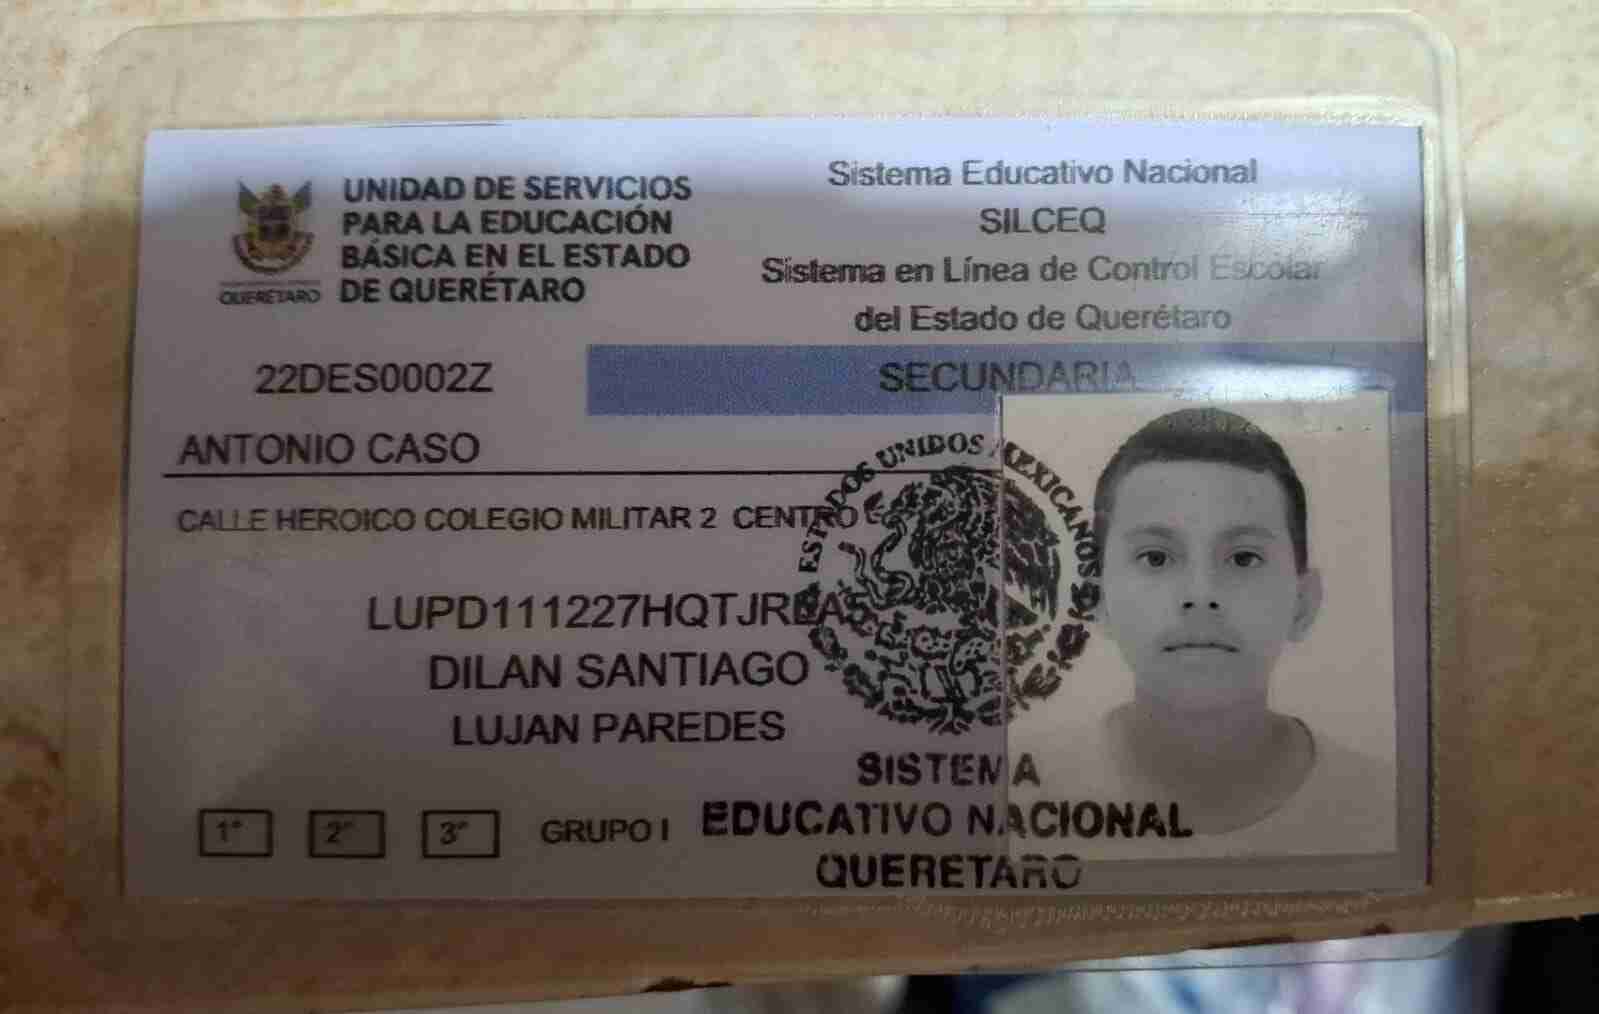 UNIDAD DE SERVICIOS
PARA LA EDUCACIÓN
BÁSICA EN EL ESTADO
DE QUERÉTARO
QUERÉTARO
Sistema Educativo Nacional
SILCEQ
Sistema en Línea de Control Escolar
del Estado de Querétaro
22DES0002Z
SECUNDARIA
ANTONIO CASO
CALLE HEROICO COLEGIO MILITAR 2 CENTRO
DILAN SANTIAGO
LUJAN PAREDES
1° 2° 3° GRUPO I
ESTADOS UNIDOS MEXICANOS
SISTEMA
EDUCATIVO NACIONAL
QUERETARO